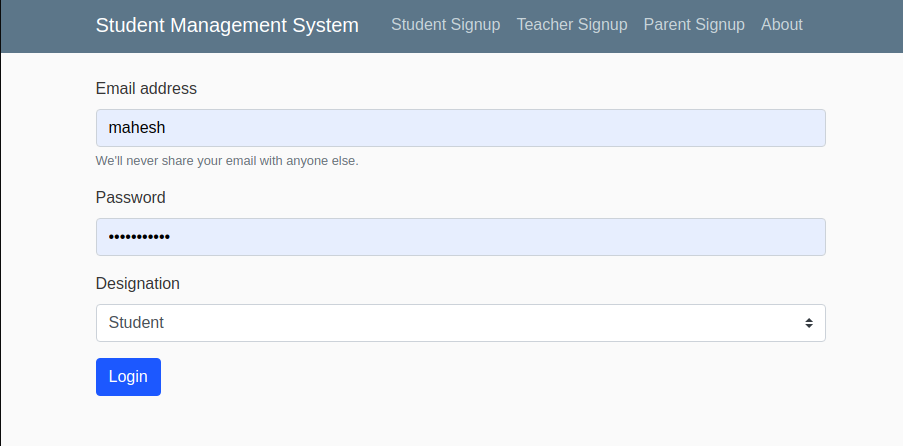 Student Management System Student Signup Teacher Signup Parent Signup About
Email address
mahesh
We'll never share your email with anyone else.
Password
•••••••••••
Designation
Student
Login